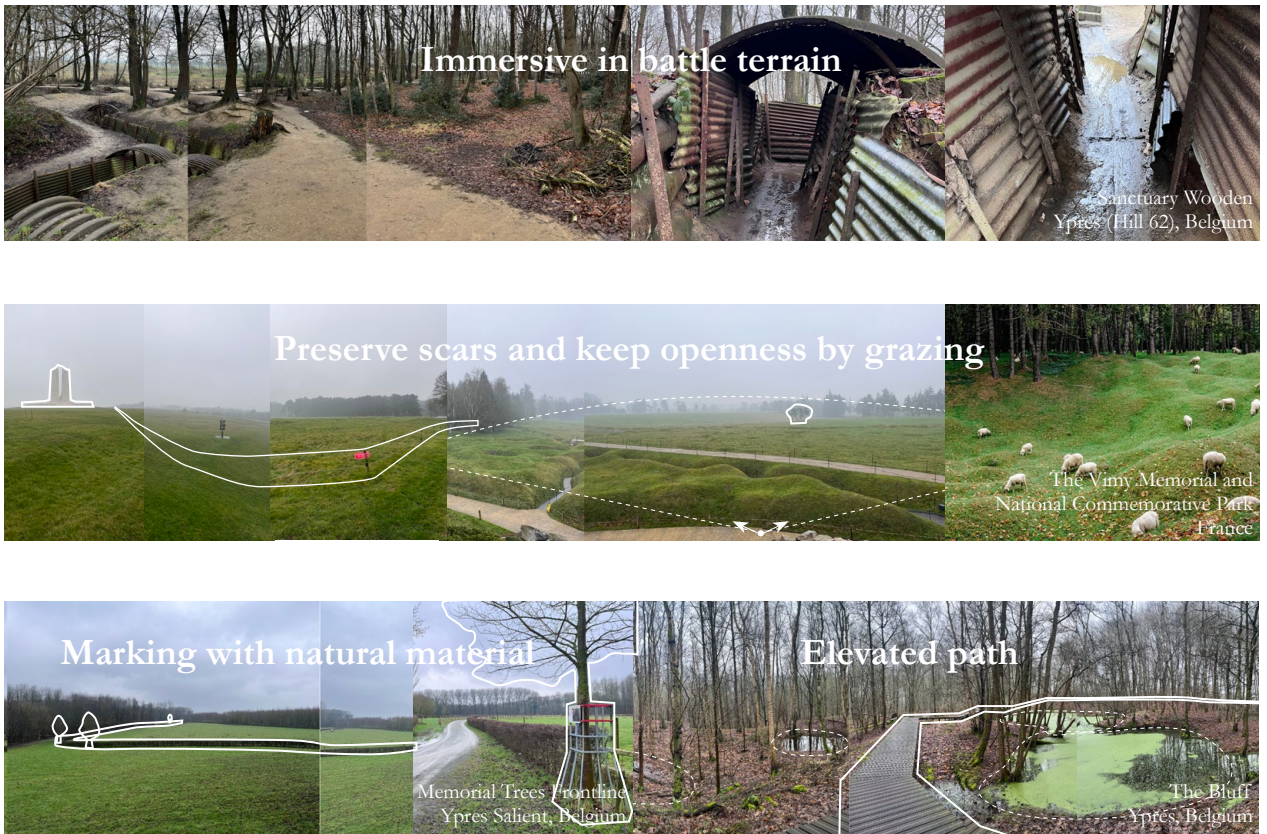 Immersive in battle terrain
Sanctuary Wooden
Ypres (Hill 62), Belgium
Preserve scars and keep openness by grazing
The Vimy Memorial and
National Commemorative Park
France
Marking with natural material
Memorial Trees Frontline
Ypres Salient, Belgium
Elevated path
The Bluff
Ypres, Belgium